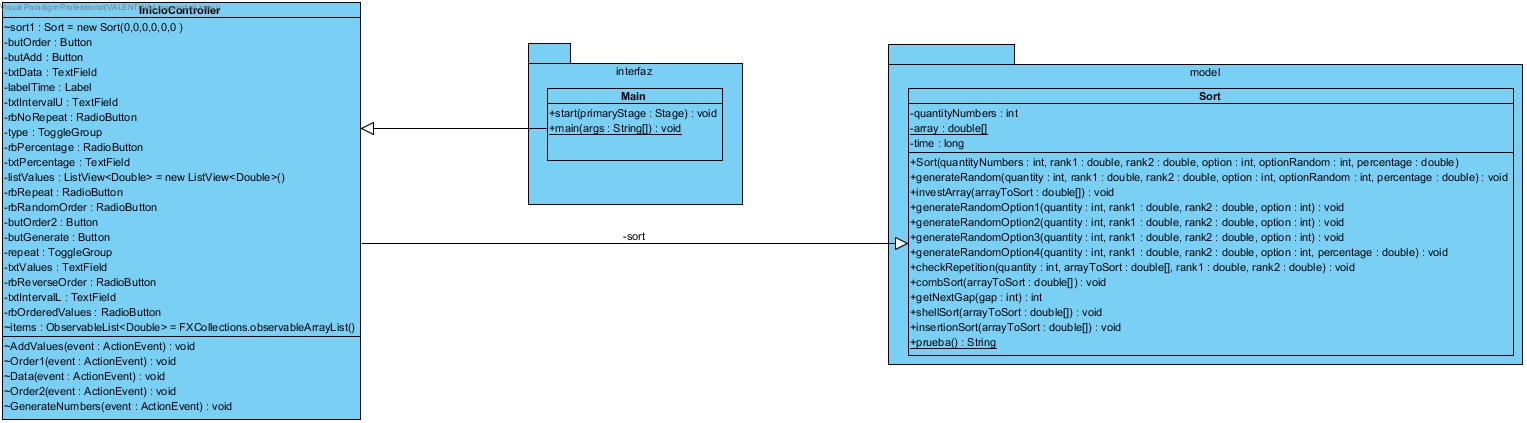 Visual Paradigm Professional(VALENTI
InicioController
~sort1 : Sort = new Sort(0,0,0,0,0,0 )
-butOrder : Button
-butAdd : Button
-txtData : TextField
-labelTime : Label
-txtIntervalU : TextField
-rbNoRepeat : RadioButton
-type : ToggleGroup
-rbPercentage : RadioButton
-txtPercentage : TextField
-listValues : ListView<Double> = new ListView<Double>()
-rbRepeat : RadioButton
-rbRandomOrder : RadioButton
-butOrder2 : Button
-butGenerate : Button
-repeat : ToggleGroup
-txtValues : TextField
-rbReverseOrder : RadioButton
-txtIntervalL : TextField
-rbOrderedValues : RadioButton
~items : ObservableList<Double> = FXCollections.observableArrayList()
~AddValues(event : ActionEvent) : void
~Order1(event : ActionEvent) : void
~Data(event : ActionEvent) : void
~Order2(event : ActionEvent) : void
~GenerateNumbers(event : ActionEvent) : void
interfaz
Main
+start(primaryStage : Stage) : void
+main(args : String[]) : void
-sort
model
Sort
-quantityNumbers : int
-array : double[]
-time : long
+Sort(quantityNumbers : int, rank1 : double, rank2 : double, option : int, optionRandom : int, percentage : double)
+generateRandom(quantity : int, rank1 : double, rank2 : double, option : int, optionRandom : int, percentage : double) : void
+investArray(arrayToSort : double[]) : void
+generateRandomOption1(quantity : int, rank1 : double, rank2 : double, option : int) : void
+generateRandomOption2(quantity : int, rank1 : double, rank2 : double, option : int) : void
+generateRandomOption3(quantity : int, rank1 : double, rank2 : double, option : int) : void
+generateRandomOption4(quantity : int, rank1 : double, rank2 : double, option : int, percentage : double) : void
+checkRepetition(quantity : int, arrayToSort : double[], rank1 : double, rank2 : double) : void
+combSort(arrayToSort : double[]) : void
+getNextGap(gap : int) : int
+shellSort(arrayToSort : double[]) : void
+insertionSort(arrayToSort : double[]) : void
+prueba() : String